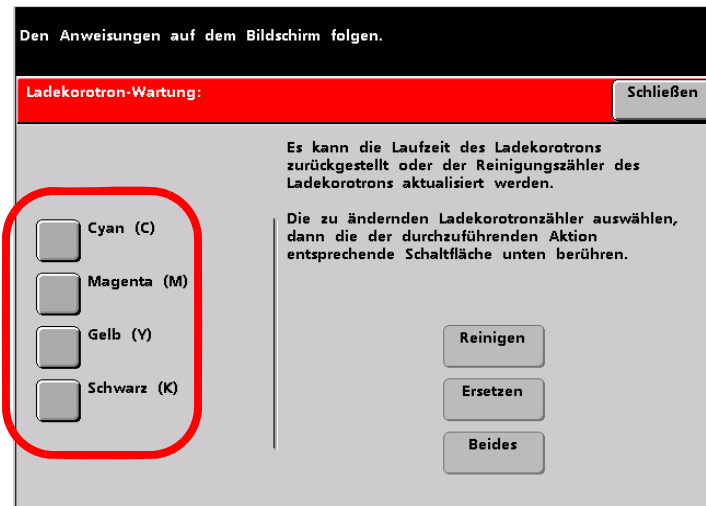 Den Anweisungen auf dem Bildschirm folgen.
Ladekorotron-Wartung:
Schließen
Es kann die Laufzeit des Ladekorotrons
zurückgestellt oder der Reinigungszähler des
Ladekorotrons aktualisiert werden.
Die zu ändernden Ladekorotronzähler auswählen,
dann die der durchzuführenden Aktion
entsprechende Schaltfläche unten berühren.
Cyan (C)
Magenta (M)
Gelb (Y)
Schwarz (K)
Reinigen
Ersetzen
Beides